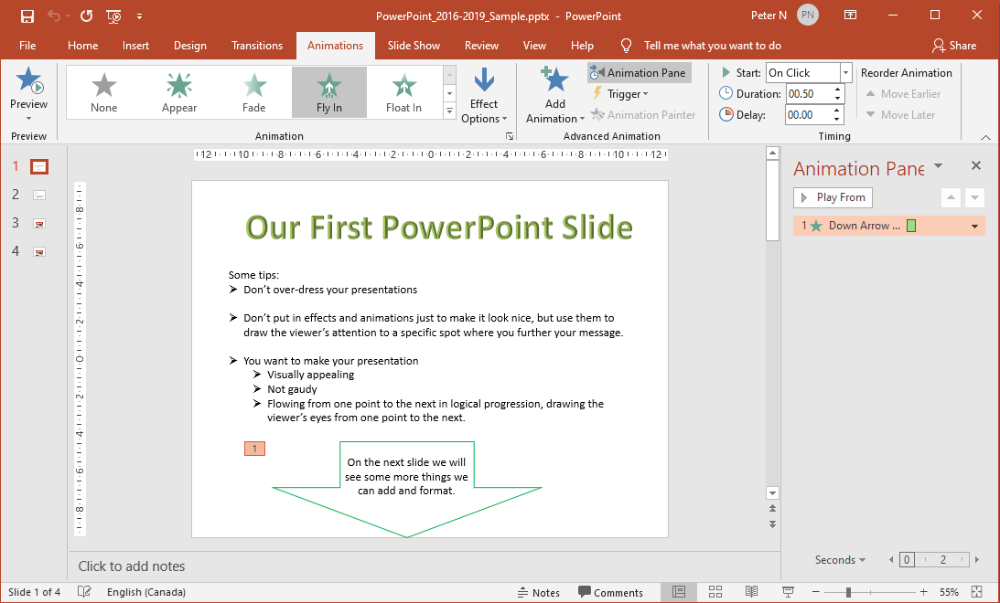 PowerPoint_2016-2019_Sample.pptx - PowerPoint
Peter N
PN
File Home Insert Design Transitions Animations Slide Show Review View Help Tell me what you want to do Share
Preview
Preview
None Appear Fade Fly In Float In
Effect
Options
Animation
Add
Animation
Animation Pane
Trigger
Animation Painter
Advanced Animation
Start: On Click
Duration: 00.50
Delay: 00.00
Reorder Animation
Move Earlier
Move Later
Timing
1
2
3
4
12 10 8 6 4 2 0 2 4 6 8 10 12
8
6
4
2
0
2
4
6
8
Our First PowerPoint Slide
Some tips:
Don't over-dress your presentations
Don't put in effects and animations just to make it look nice, but use them to
draw the viewer's attention to a specific spot where you further your message.
You want to make your presentation
Visually appealing
Not gaudy
Flowing from one point to the next in logical progression, drawing the
viewer's eyes from one point to the next.
1
On the next slide we will
see some more things we
can add and format.
Animation Pane
Play From
1 Down Arrow ...
Seconds 0 2
Click to add notes
Slide 1 of 4 English (Canada) Notes Comments 55%